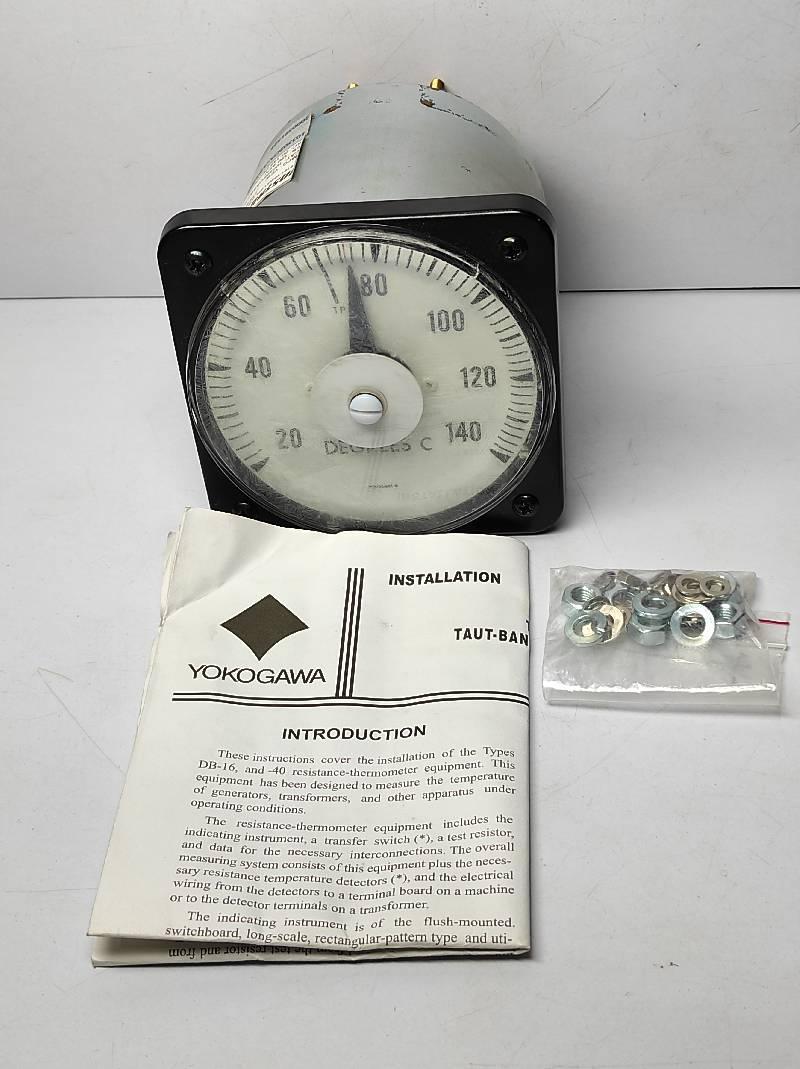 80
60
TP
100
40
120
20
140
DEGREES C
YOKOGAWA
INSTALLATION
TAUT-BAN
INTRODUCTION
These instructions cover the installation of the Types
DB-16, and -40 resistance-thermometer equipment. This
equipment has been designed to measure the temperature
of generators, transformers, and other apparatus under
operating conditions.
The resistance-thermometer equipment includes the
indicating instrument, a transfer switch (*), a test resistor,
and data for the necessary interconnections. The overall
measuring system consists of this equipment plus the neces-
sary resistance temperature detectors (*), and the electrical
wiring from the detectors to a terminal board on a machine
or to the detector terminals on a transformer.
The indicating instrument is of the flush-mounted.
switchboard, long-scale, rectangular-pattern type and uti-
the test resistor and from